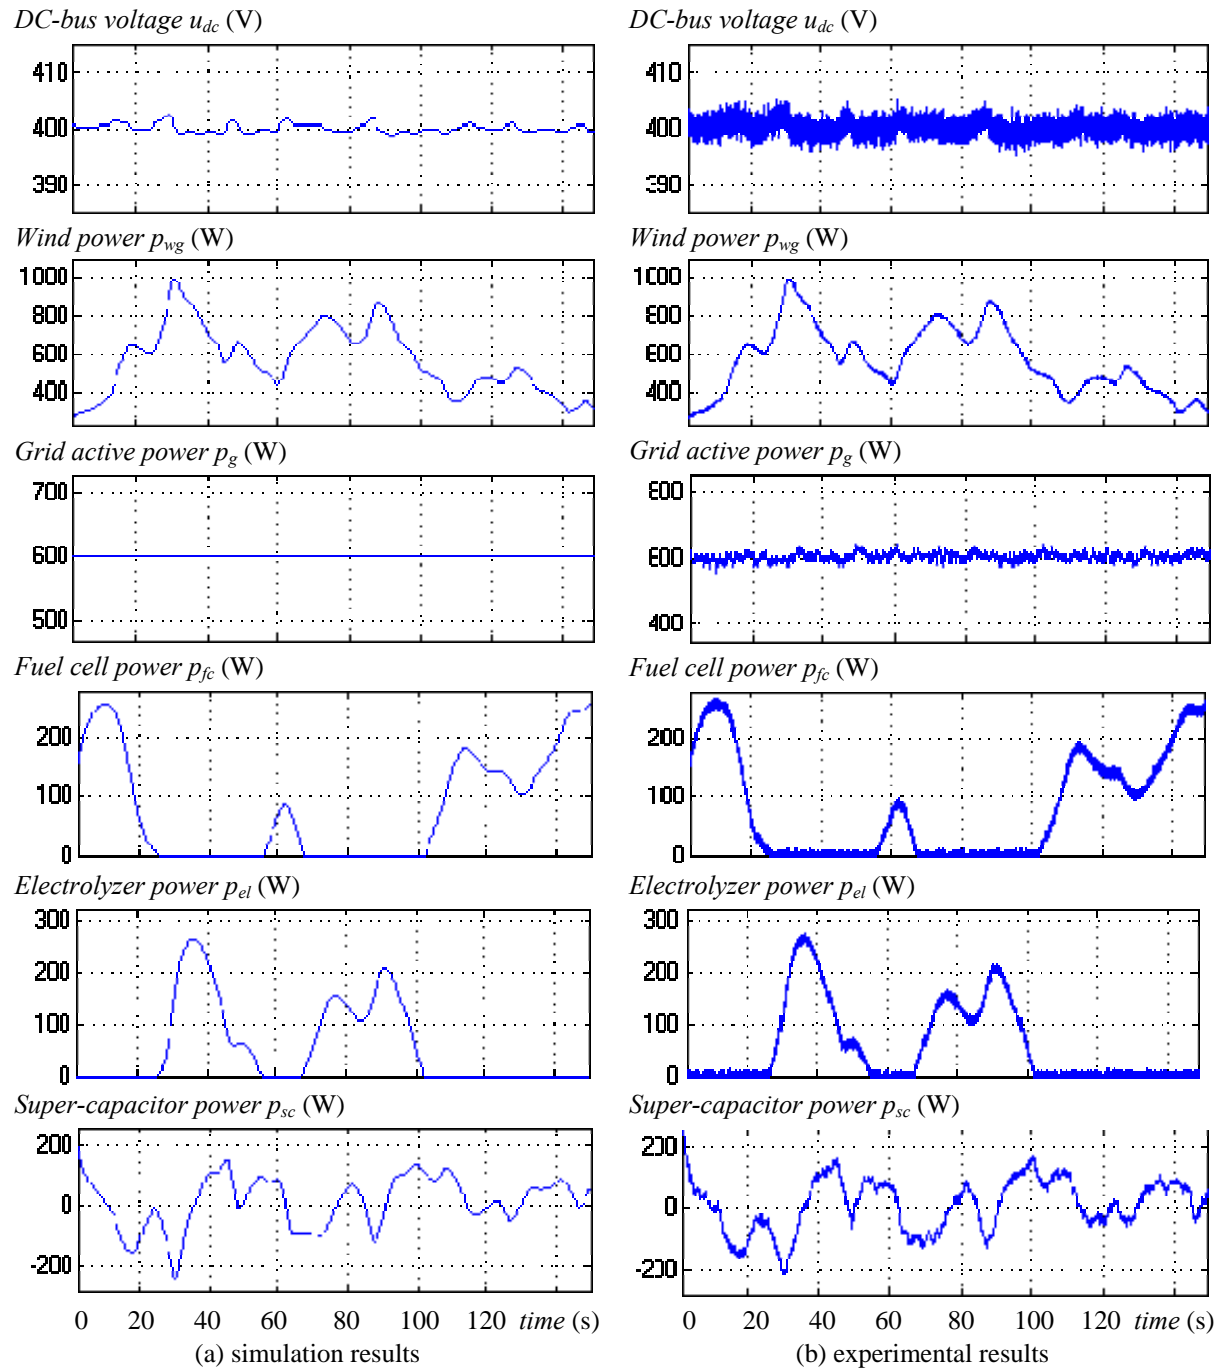 DC-bus voltage u_dc (V)
410
400
390
Wind power p_wg (W)
1000
800
600
400
Grid active power p_g (W)
700
600
500
Fuel cell power p_fc (W)
200
100
0
Electrolyzer power p_el (W)
300
200
100
0
Super-capacitor power p_sc (W)
200
0
-200
0 20 40 60 80 100 120 time (s)
(a) simulation results
DC-bus voltage u_dc (V)
410
400
390
Wind power p_wg (W)
1000
800
600
400
Grid active power p_g (W)
800
600
400
Fuel cell power p_fc (W)
200
100
0
Electrolyzer power p_el (W)
300
200
100
0
Super-capacitor power p_sc (W)
200
0
-200
0 20 40 60 80 100 120 time (s)
(b) experimental results